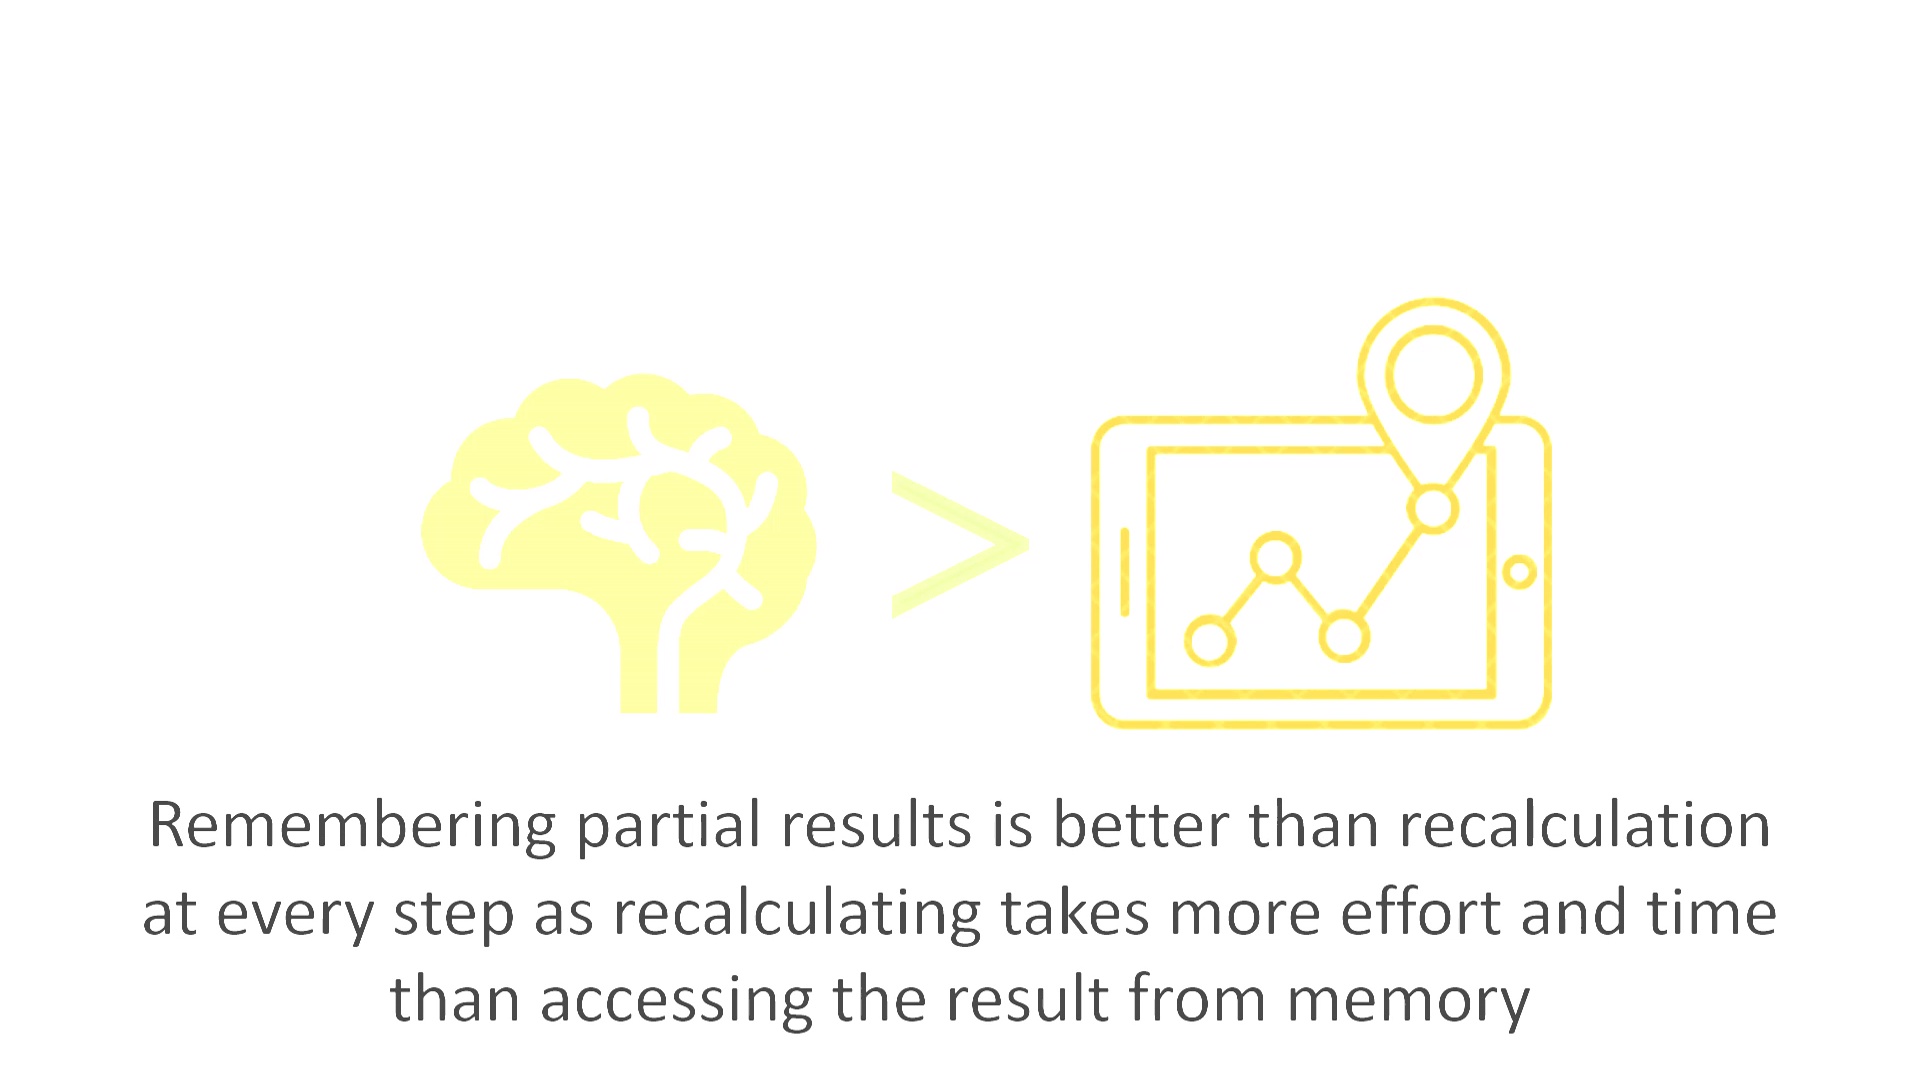 >
Remembering partial results is better than recalculation
at every step as recalculating takes more effort and time
than accessing the result from memory